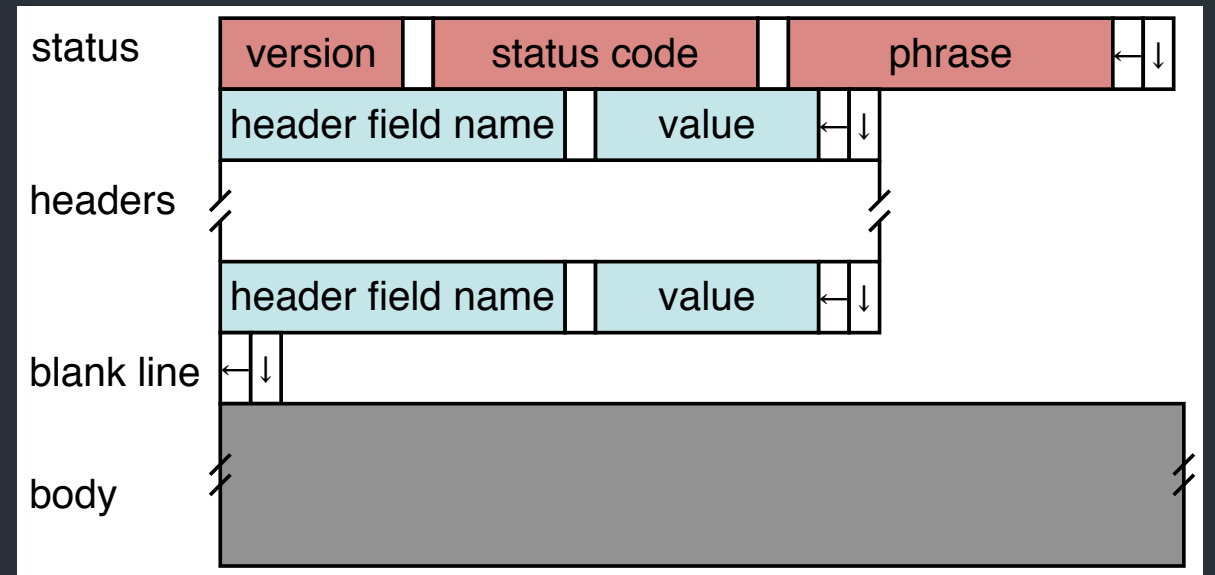 status version status code phrase ← ↓
header field name value ← ↓
headers
header field name value ← ↓
blank line ← ↓
body